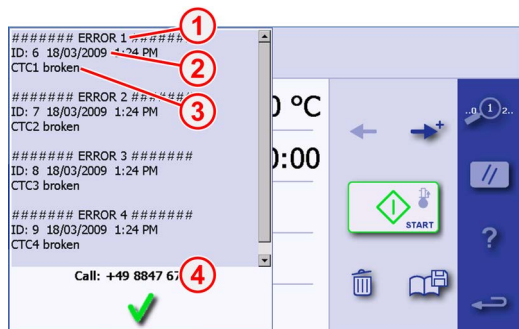 ####### ERROR 1 #######
ID: 6 18/03/2009 1:24 PM
CTC1 broken
####### ERROR 2 #######
ID: 7 18/03/2009 1:24 PM
CTC2 broken
####### ERROR 3 #######
ID: 8 18/03/2009 1:24 PM
CTC3 broken
####### ERROR 4 #######
ID: 9 18/03/2009 1:24 PM
CTC4 broken
Call: +49 8847 67
1
2
3
4
0 °C
0:00
START
..0 1 2..
//
?